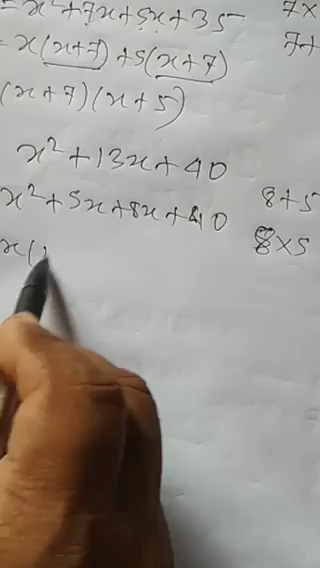 = x² + 7x + 5x + 35
7×
= x(x+7) + 5(x+7)
7+
(x+7)(x+5)
x² + 13x + 40
x² + 5x + 8x + 40
8+5
8×5
x(